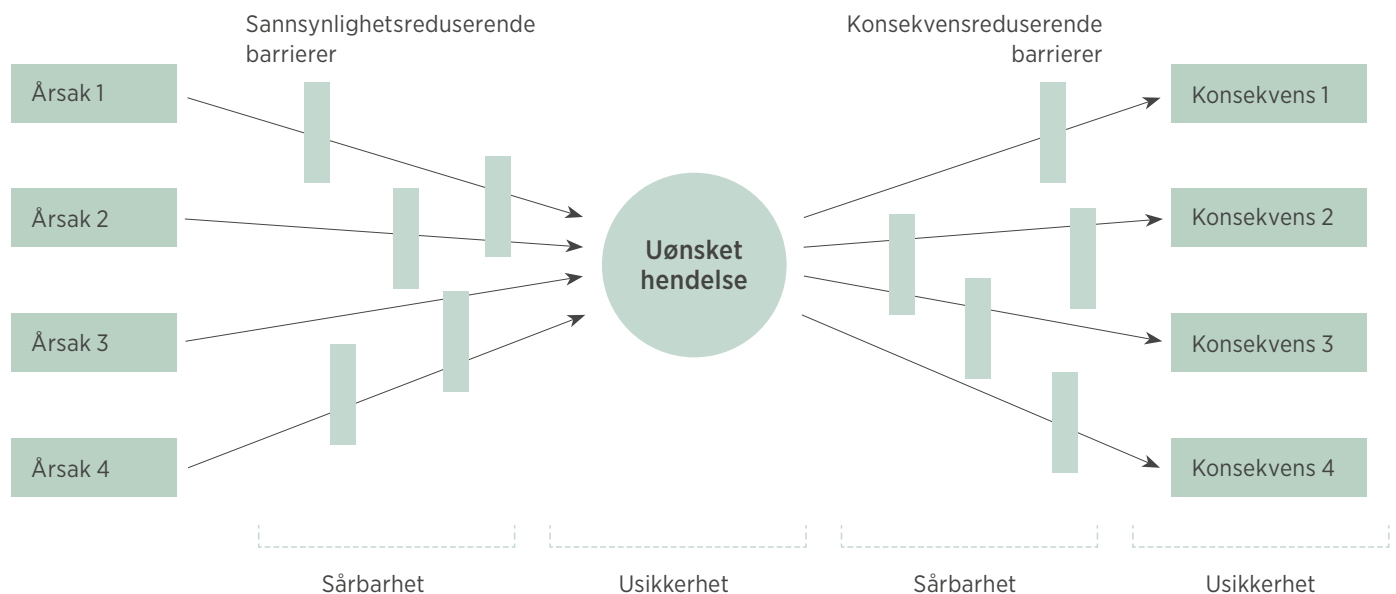 Sannsynlighetsreduserende
barrierer
Konsekvensreduserende
barrierer
Årsak 1
Konsekvens 1
Årsak 2
Konsekvens 2
Uønsket
hendelse
Årsak 3
Konsekvens 3
Årsak 4
Konsekvens 4
Sårbarhet
Usikkerhet
Sårbarhet
Usikkerhet